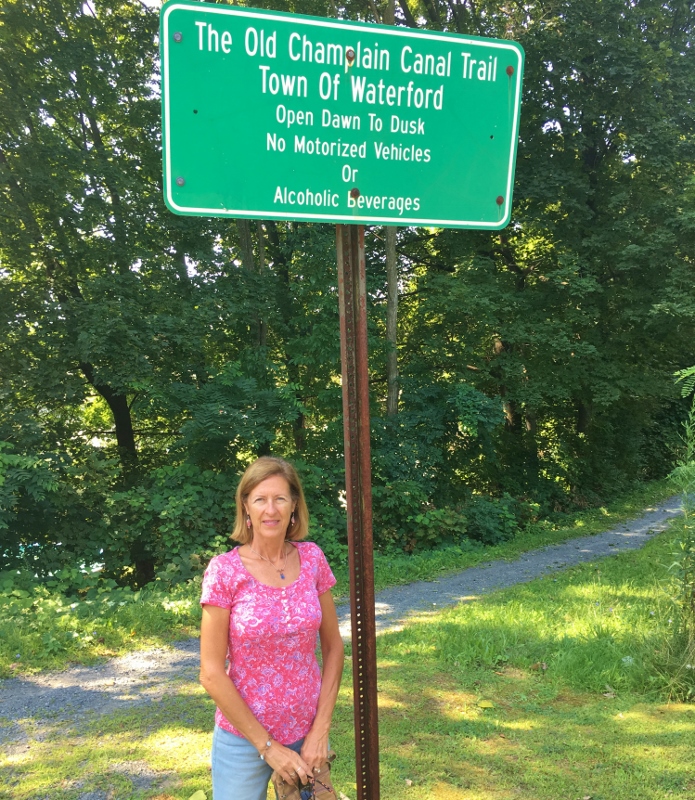 The Old Champlain Canal Trail
Town Of Waterford
Open Dawn To Dusk
No Motorized Vehicles
Or
Alcoholic Beverages